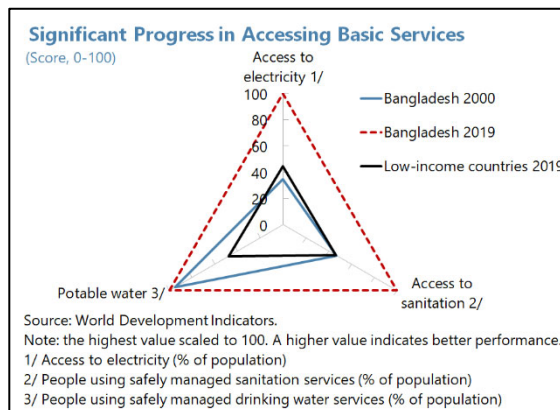 Significant Progress in Accessing Basic Services
(Score, 0-100)
Access to
electricity 1/
100
80
60
40
20
0
Bangladesh 2000
Bangladesh 2019
Low-income countries 2019
Potable water 3/
Access to
sanitation 2/
Source: World Development Indicators.
Note: the highest value scaled to 100. A higher value indicates better performance.
1/ Access to electricity (% of population)
2/ People using safely managed sanitation services (% of population)
3/ People using safely managed drinking water services (% of population)